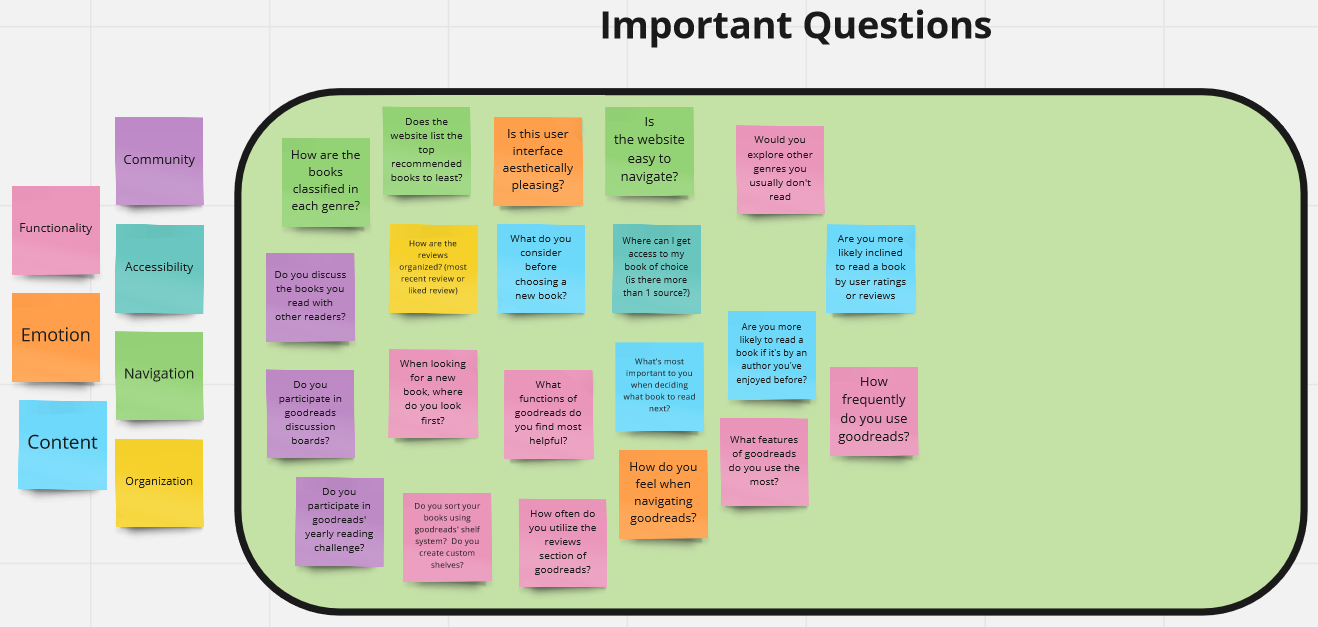 Important Questions
Community
Functionality
Accessibility
Emotion
Navigation
Content
Organization
How are the
books
classified in
each genre?
Does the
website list the
top
recommended
books to least?
Is this user
interface
aesthetically
pleasing?
Is
the website
easy to
navigate?
Would you
explore other
genres you
usually don't
read
Do you discuss
the books you
read with
other readers?
How are the
reviews
organized? (most
recent review or
liked review)
What do you
consider
before
choosing a
new book?
Where can I get
access to my
book of choice
(is there more
than 1 source?)
Are you more
likely inclined
to read a book
by user ratings
or reviews
Do you
participate in
goodreads
discussion
boards?
When looking
for a new
book, where
do you look
first?
What
functions of
goodreads do
you find most
helpful?
What's most
important to you
when deciding
what book to read
next?
Are you more
likely to read a
book if it's by an
author you've
enjoyed before?
How
frequently
do you use
goodreads?
Do you
participate in
goodreads'
yearly reading
challenge?
Do you sort your
books using
goodreads' shelf
system? Do you
create custom
shelves?
How often do
you utilize the
reviews
section of
goodreads?
How do you
feel when
navigating
goodreads?
What features
of goodreads
do you use the
most?